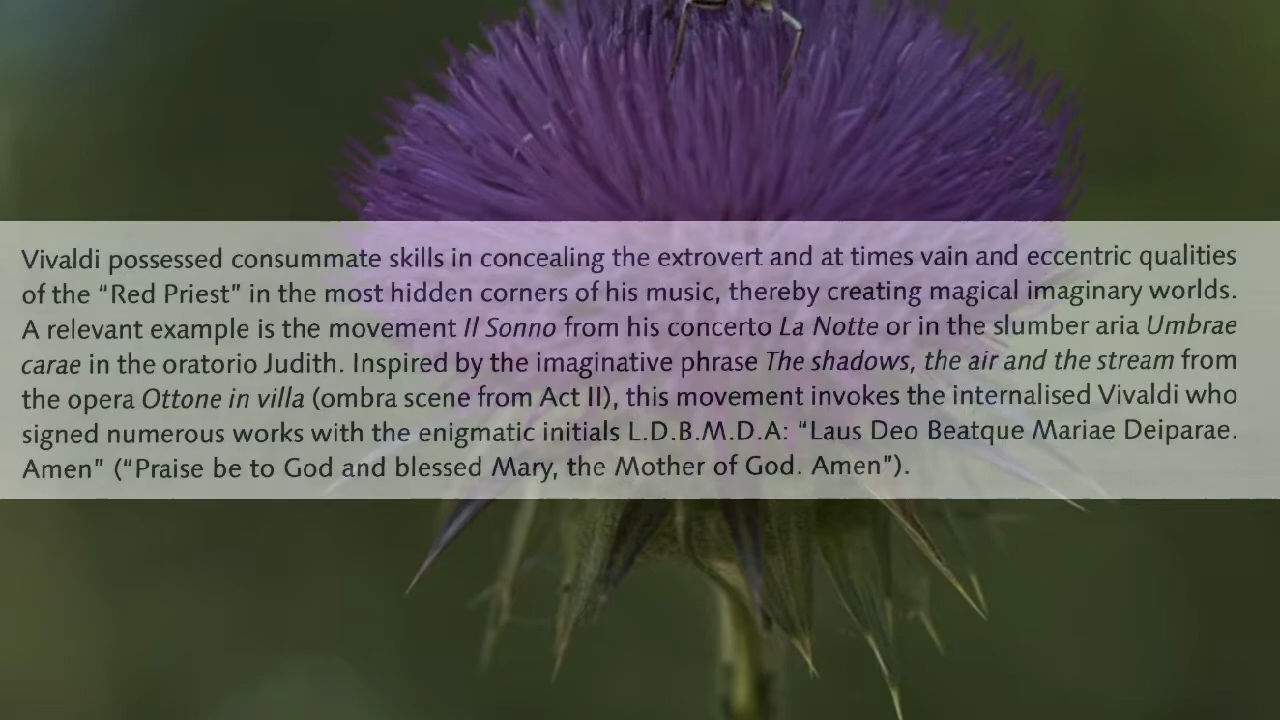 Vivaldi possessed consummate skills in concealing the extrovert and at times vain and eccentric qualities
of the “Red Priest” in the most hidden corners of his music, thereby creating magical imaginary worlds.
A relevant example is the movement Il Sonno from his concerto La Notte or in the slumber aria Umbrae
carae in the oratorio Judith. Inspired by the imaginative phrase The shadows, the air and the stream from
the opera Ottone in villa (ombra scene from Act II), this movement invokes the internalised Vivaldi who
signed numerous works with the enigmatic initials L.D.B.M.D.A: “Laus Deo Beatque Mariae Deiparae.
Amen” (“Praise be to God and blessed Mary, the Mother of God. Amen”).